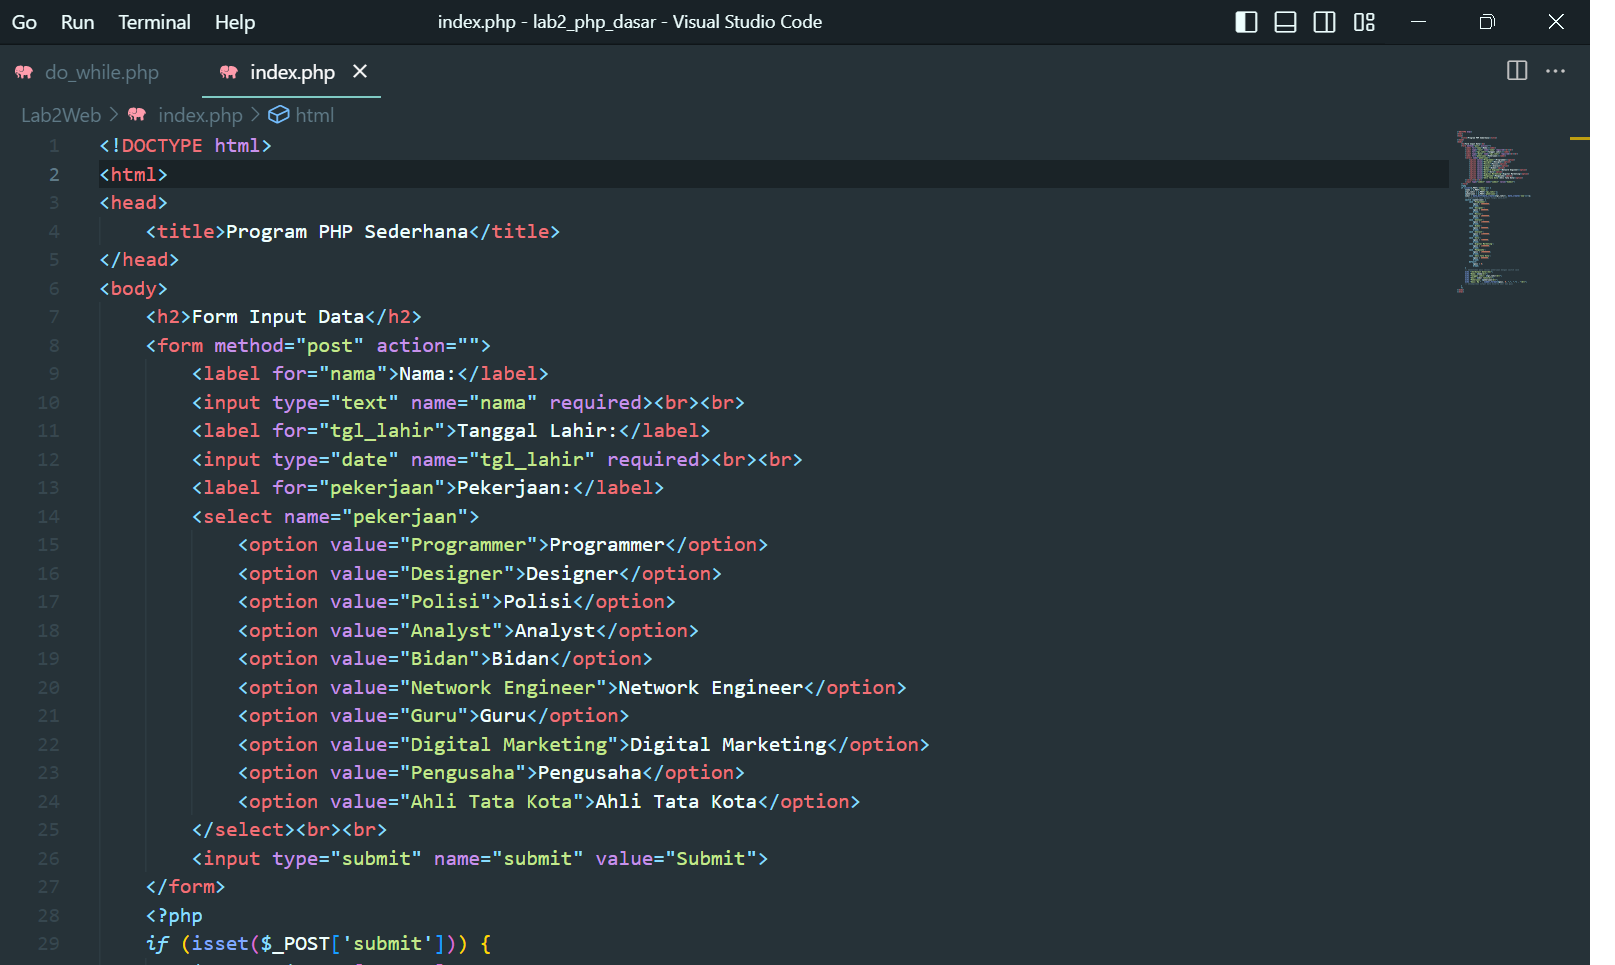 Go Run Terminal Help index.php - lab2_php_dasar - Visual Studio Code
do_while.php index.php
Lab2Web > index.php > html
1 <!DOCTYPE html>
2 <html>
3 <head>
4 <title>Program PHP Sederhana</title>
5 </head>
6 <body>
7 <h2>Form Input Data</h2>
8 <form method="post" action="">
9 <label for="nama">Nama:</label>
10 <input type="text" name="nama" required><br><br>
11 <label for="tgl_lahir">Tanggal Lahir:</label>
12 <input type="date" name="tgl_lahir" required><br><br>
13 <label for="pekerjaan">Pekerjaan:</label>
14 <select name="pekerjaan">
15 <option value="Programmer">Programmer</option>
16 <option value="Designer">Designer</option>
17 <option value="Polisi">Polisi</option>
18 <option value="Analyst">Analyst</option>
19 <option value="Bidan">Bidan</option>
20 <option value="Network Engineer">Network Engineer</option>
21 <option value="Guru">Guru</option>
22 <option value="Digital Marketing">Digital Marketing</option>
23 <option value="Pengusaha">Pengusaha</option>
24 <option value="Ahli Tata Kota">Ahli Tata Kota</option>
25 </select><br><br>
26 <input type="submit" name="submit" value="Submit">
27 </form>
28 <?php
29 if (isset($_POST['submit'])) {